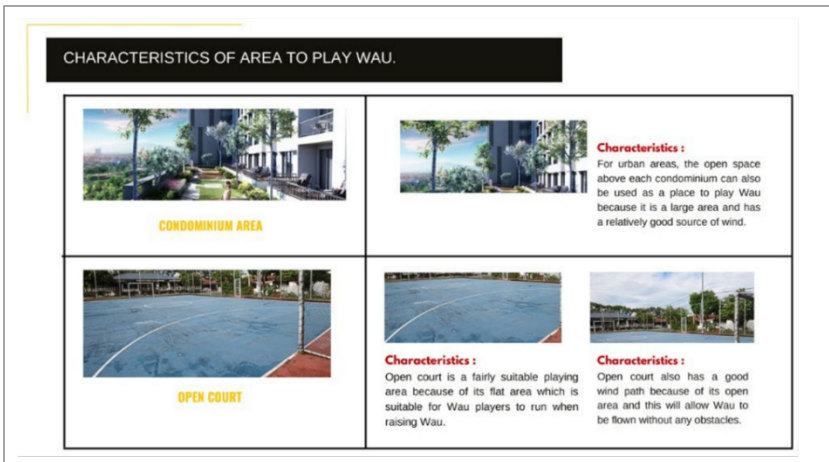 CHARACTERISTICS OF AREA TO PLAY WAU.
CONDOMINIUM AREA
Characteristics :
For urban areas, the open space
above each condominium can also
be used as a place to play Wau
because it is a large area and has
a relatively good source of wind.
OPEN COURT
Characteristics :
Open court is a fairly suitable playing
area because of its flat area which is
suitable for Wau players to run when
raising Wau.
Characteristics :
Open court also has a good
wind path because of its open
area and this will allow Wau to
be flown without any obstacles.